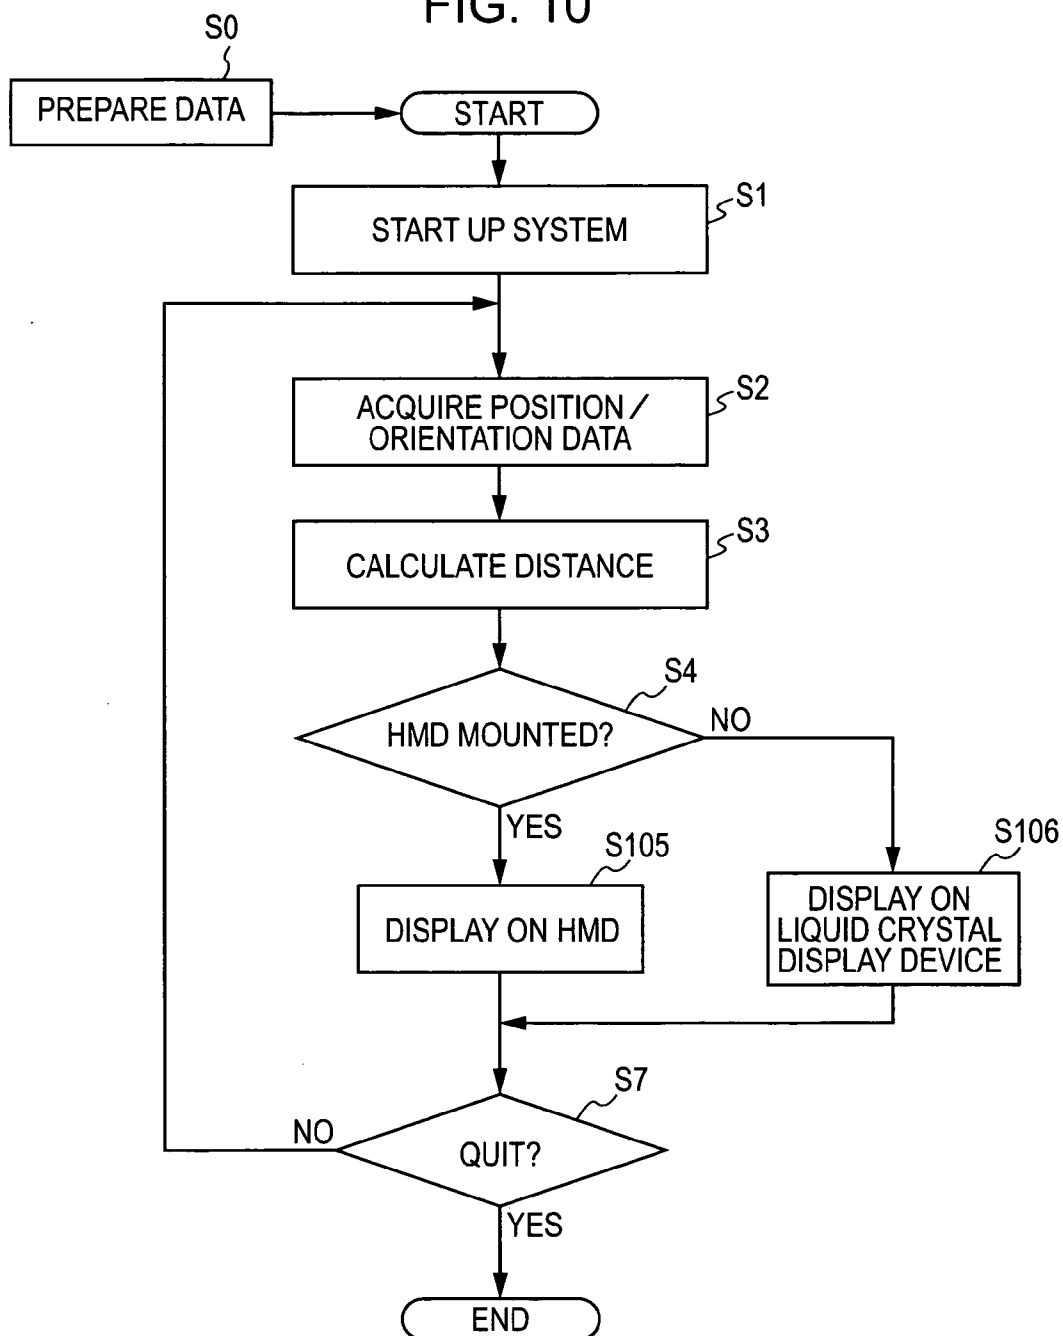 FIG. 10
S0
PREPARE DATA
START
S1
START UP SYSTEM
S2
ACQUIRE POSITION /
ORIENTATION DATA
S3
CALCULATE DISTANCE
S4
HMD MOUNTED?
NO
YES
S105
DISPLAY ON HMD
S106
DISPLAY ON
LIQUID CRYSTAL
DISPLAY DEVICE
S7
QUIT?
NO
YES
END